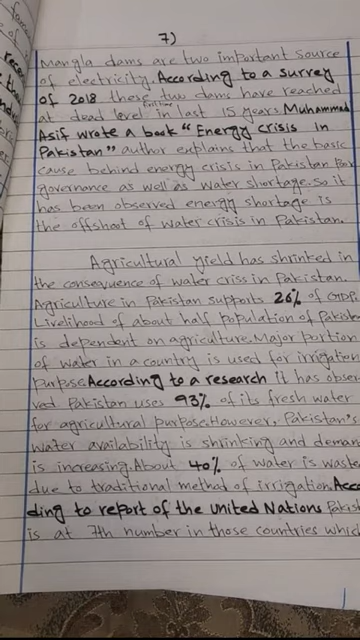 7)
Mangla dams are two important source
of electricity. According to a survey
of 2018 these two dams have reached
at dead level first time in last 15 years. Muhammad
Asif wrote a book "Energy crisis in
Pakistan" author explains that the basic
cause behind energy crisis in Pakistan
governance as well as water shortage. So it
has been observed energy shortage is
the offshoot of water crisis in Pakistan.
Agricultural yield has shrinked in
the consequence of water criss in Pakistan.
Agriculture in Pakistan supports 26% of GDP.
Livelihood of about half population of Pakista
is dependent on agriculture. Major portion
of water in a country is used for irrigation
purpose. According to a research it has obser
ved Pakistan uses 93% of its fresh water
for agricultural purpose. However, Pakistan's
water availability is shrinking and deman
is increasing. About 40% of water is waste
due to traditional method of irrigation. Acco
ding to report of the United Nations Pakist
is at 7th number in those countries which